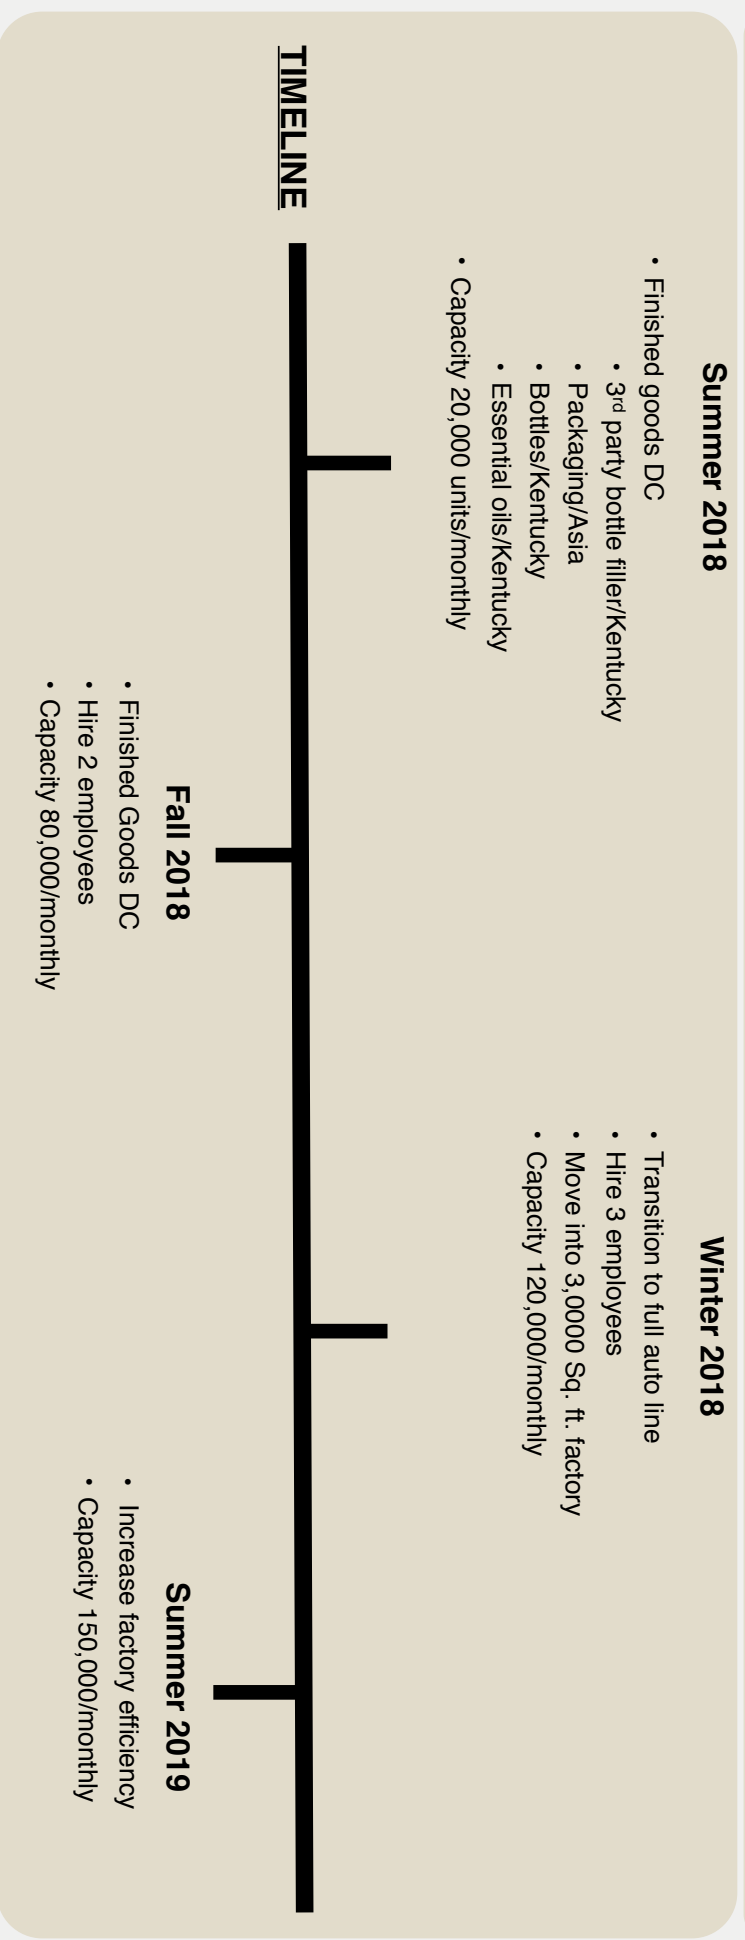 TIMELINE
Summer 2018
• Finished goods DC
• 3rd party bottle filler/Kentucky
• Packaging/Asia
• Bottles/Kentucky
• Essential oils/Kentucky
• Capacity 20,000 units/monthly
Fall 2018
• Finished Goods DC
• Hire 2 employees
• Capacity 80,000/monthly
Winter 2018
• Transition to full auto line
• Hire 3 employees
• Move into 3,0000 Sq. ft. factory
• Capacity 120,000/monthly
Summer 2019
• Increase factory efficiency
• Capacity 150,000/monthly